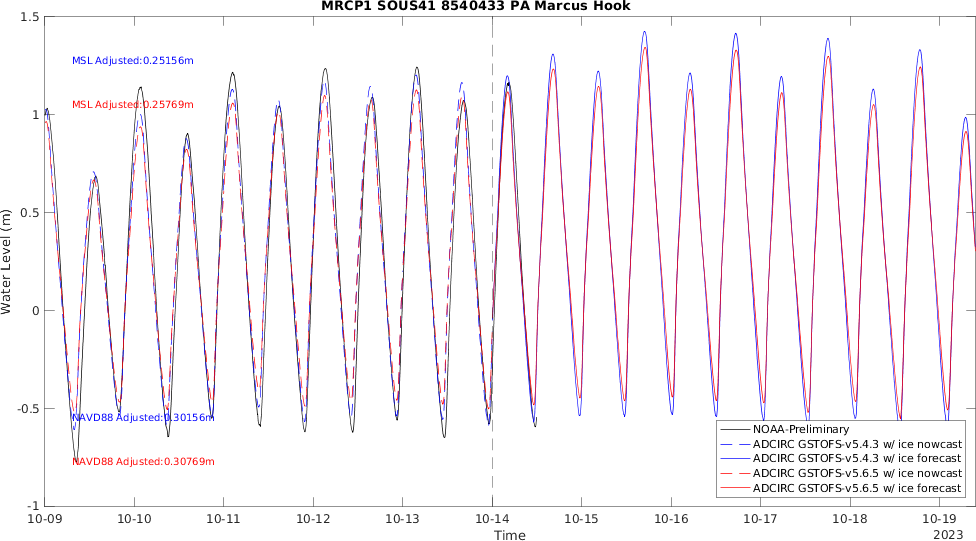 MRCP1 SOUS41 8540433 PA Marcus Hook
1.5
MSL Adjusted:0.25156m
MSL Adjusted:0.25769m
1
0.5
Water Level (m)
0
-0.5
NAVD88 Adjusted:0.30156m
NAVD88 Adjusted:0.30769m
NOAA-Preliminary
ADCIRC GSTOFS-v5.4.3 w/ ice nowcast
ADCIRC GSTOFS-v5.4.3 w/ ice forecast
ADCIRC GSTOFS-v5.6.5 w/ ice nowcast
ADCIRC GSTOFS-v5.6.5 w/ ice forecast
-1
10-09 10-10 10-11 10-12 10-13 10-14 10-15 10-16 10-17 10-18 10-19
Time
2023